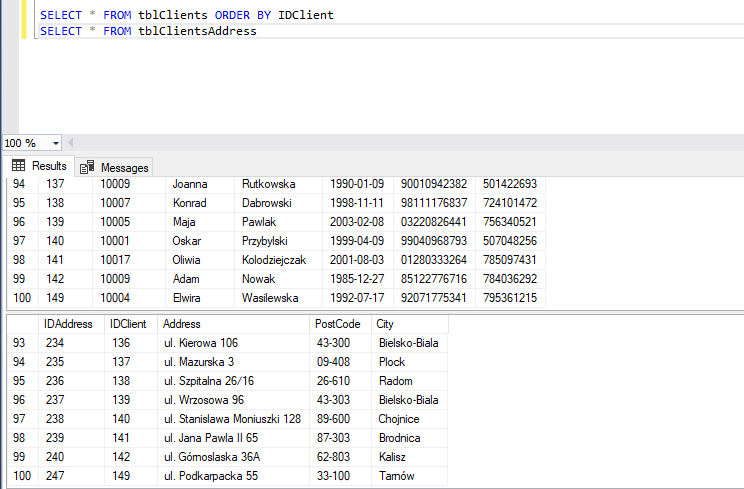 SELECT * FROM tblClients ORDER BY IDClient
SELECT * FROM tblClientsAddress
100 %
Results Messages
94 137 10009 Joanna Rutkowska 1990-01-09 90010942382 501422693
95 138 10007 Konrad Dabrowski 1998-11-11 98111176837 724101472
96 139 10005 Maja Pawlak 2003-02-08 03220826441 756340521
97 140 10001 Oskar Przybylski 1999-04-09 99040968793 507048256
98 141 10017 Oliwia Kolodziejczak 2001-08-03 01280333264 785097431
99 142 10009 Adam Nowak 1985-12-27 85122776716 784036292
100 149 10004 Elwira Wasilewska 1992-07-17 92071775341 795361215
IDAddress IDClient Address PostCode City
93 234 136 ul. Kierowa 106 43-300 Bielsko-Biala
94 235 137 ul. Mazurska 3 09-408 Plock
95 236 138 ul. Szpitalna 26/16 26-610 Radom
96 237 139 ul. Wrzosowa 96 43-303 Bielsko-Biala
97 238 140 ul. Stanislawa Moniuszki 128 89-600 Chojnice
98 239 141 ul. Jana Pawla II 65 87-303 Brodnica
99 240 142 ul. Górnoslaska 36A 62-803 Kalisz
100 247 149 ul. Podkarpacka 55 33-100 Tarnów